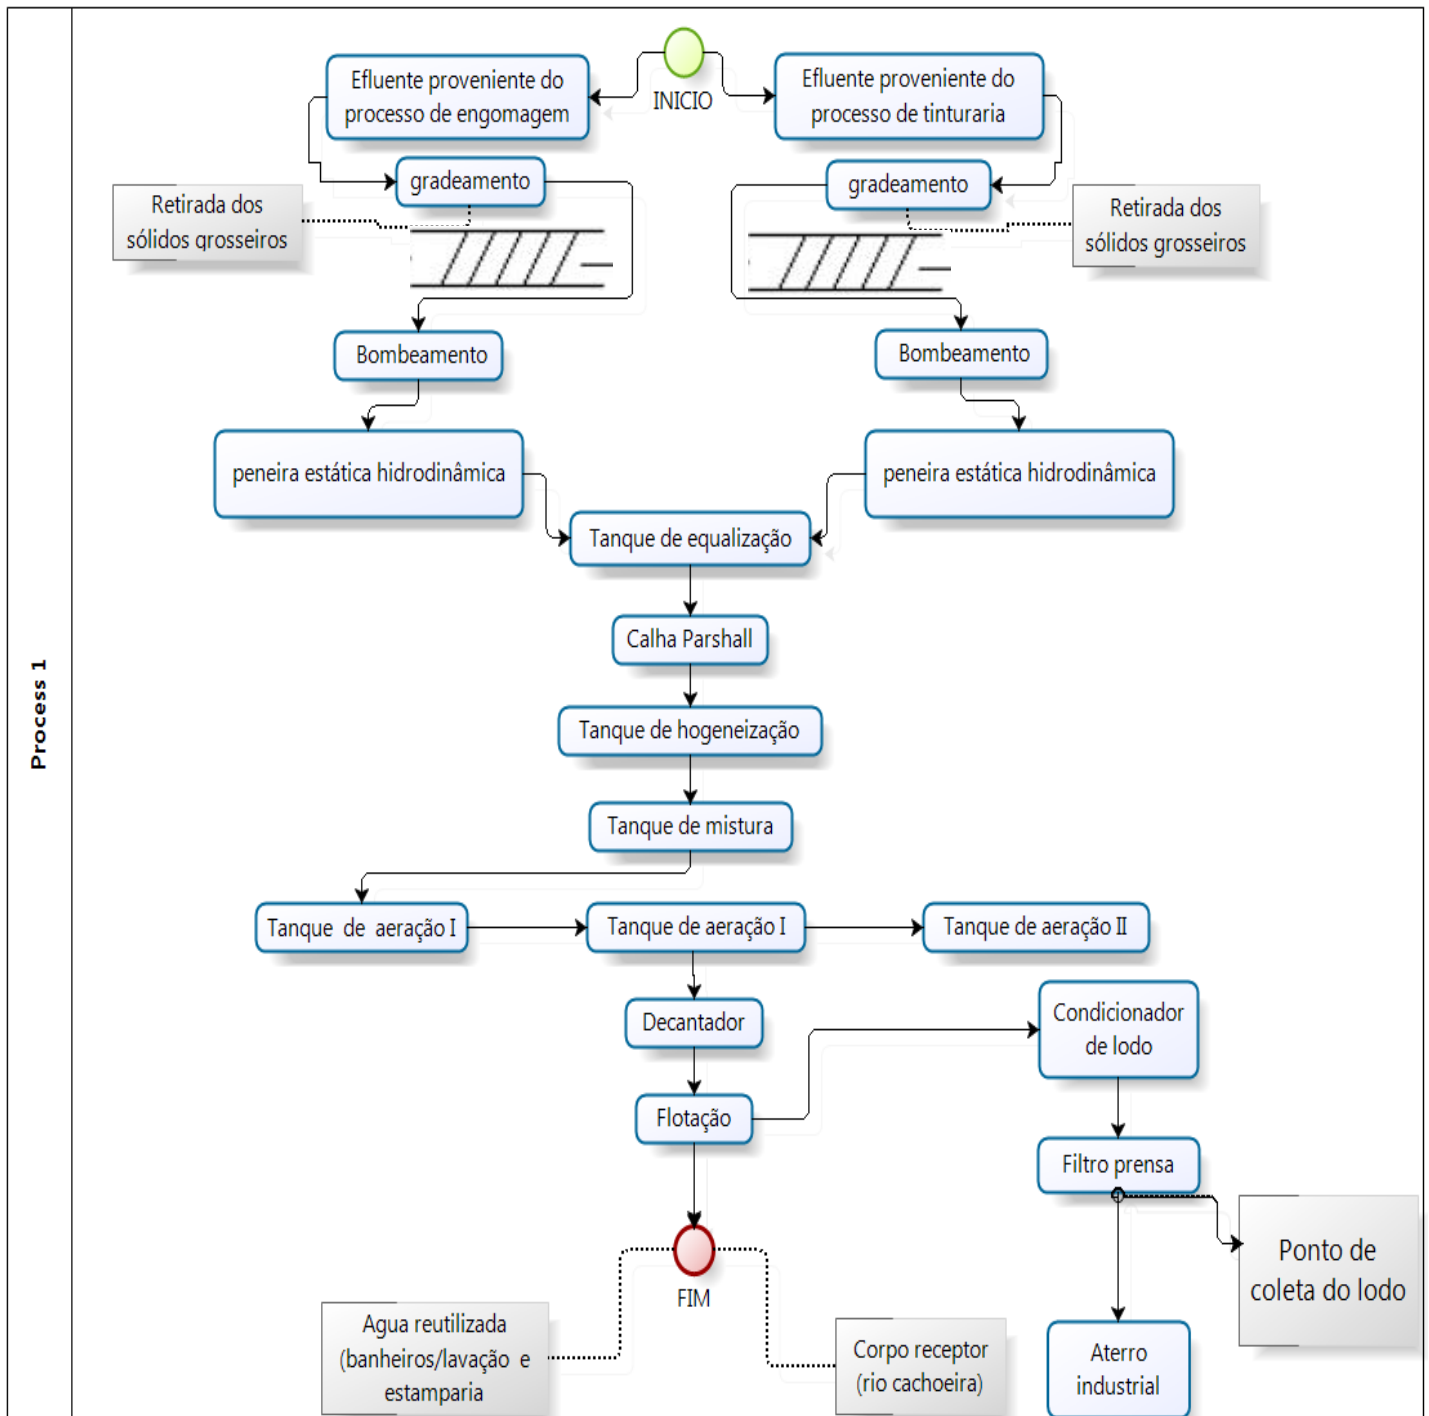 Process 1
INICIO
Efluente proveniente do
processo de engomagem
Efluente proveniente do
processo de tinturaria
gradeamento
gradeamento
Retirada dos
sólidos grosseiros
Retirada dos
sólidos grosseiros
Bombeamento
Bombeamento
peneira estática hidrodinâmica
peneira estática hidrodinâmica
Tanque de equalização
Calha Parshall
Tanque de hogeneização
Tanque de mistura
Tanque de aeração I
Tanque de aeração I
Tanque de aeração II
Decantador
Condicionador
de lodo
Flotação
Filtro prensa
Ponto de
coleta do lodo
FIM
Agua reutilizada
(banheiros/lavação e
estamparia
Corpo receptor
(rio cachoeira)
Aterro
industrial